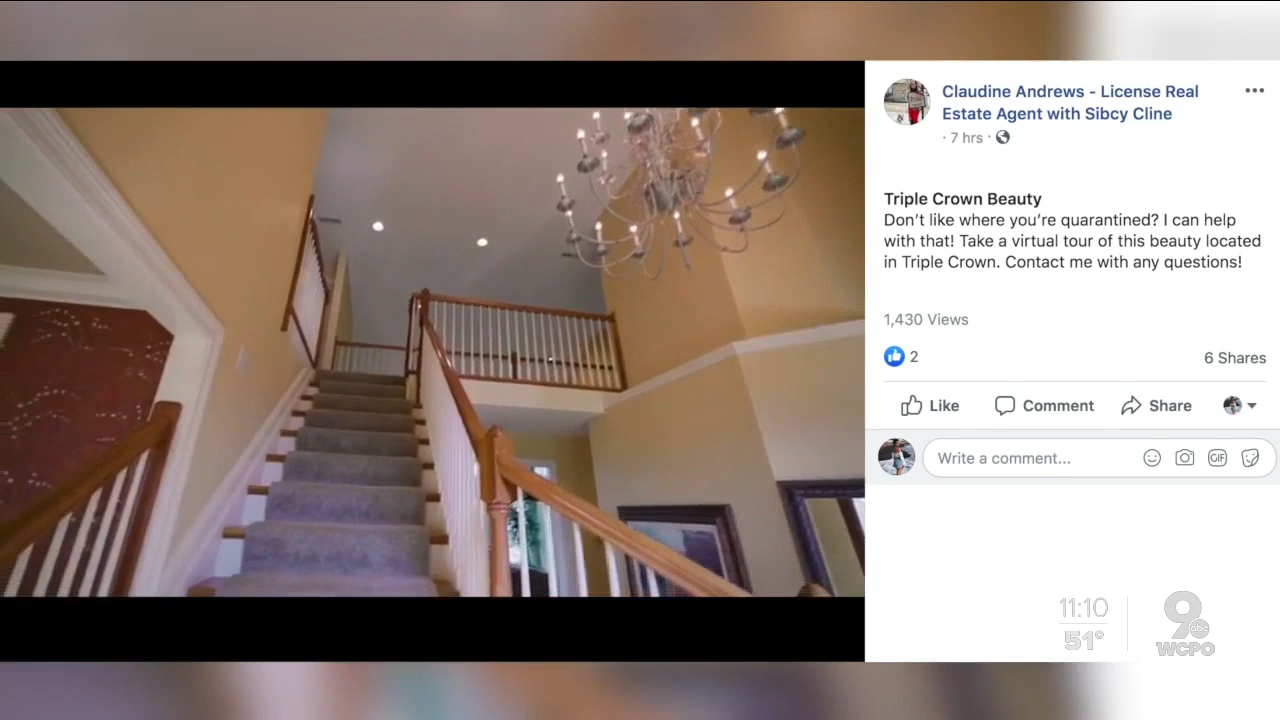 Claudine Andrews - License Real
Estate Agent with Sibcy Cline
· 7 hrs ·
Triple Crown Beauty
Don't like where you're quarantined? I can help
with that! Take a virtual tour of this beauty located
in Triple Crown. Contact me with any questions!
1,430 Views
2
6 Shares
Like
Comment
Share
Write a comment...
GIF
11:10
51°
9
abc
WCPO